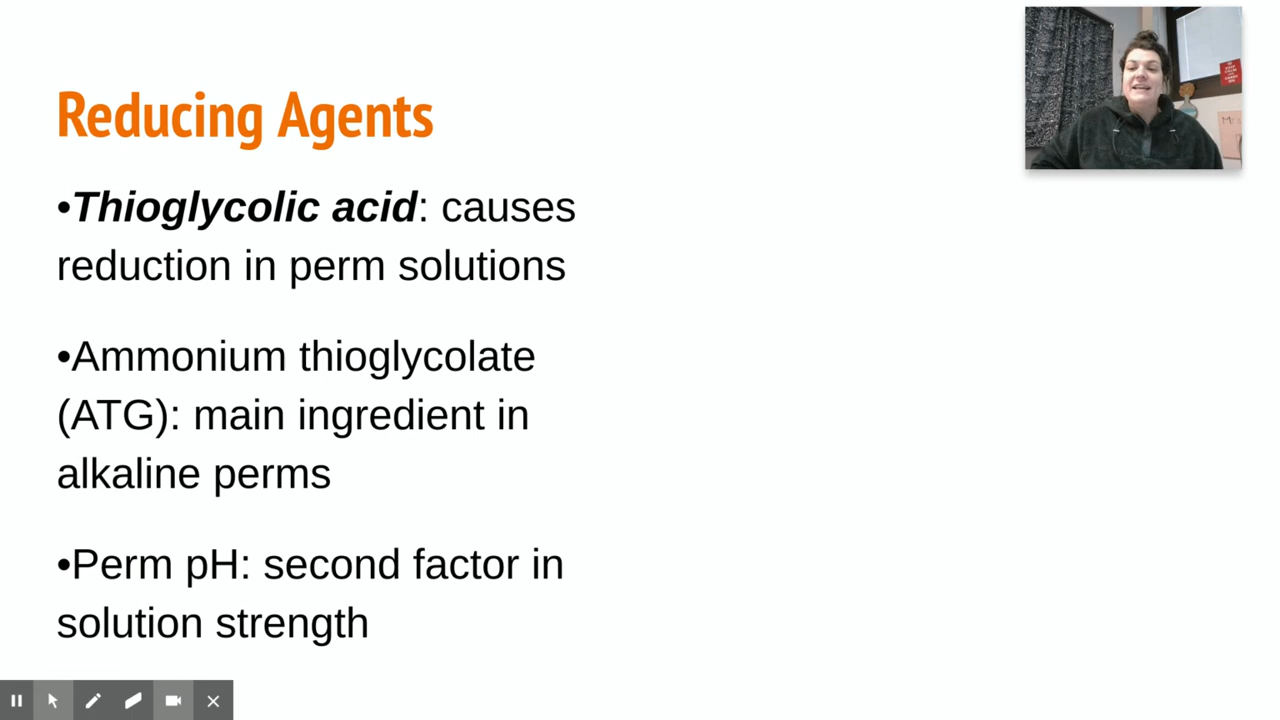 Reducing Agents
•Thioglycolic acid: causes
reduction in perm solutions
•Ammonium thioglycolate
(ATG): main ingredient in
alkaline perms
•Perm pH: second factor in
solution strength